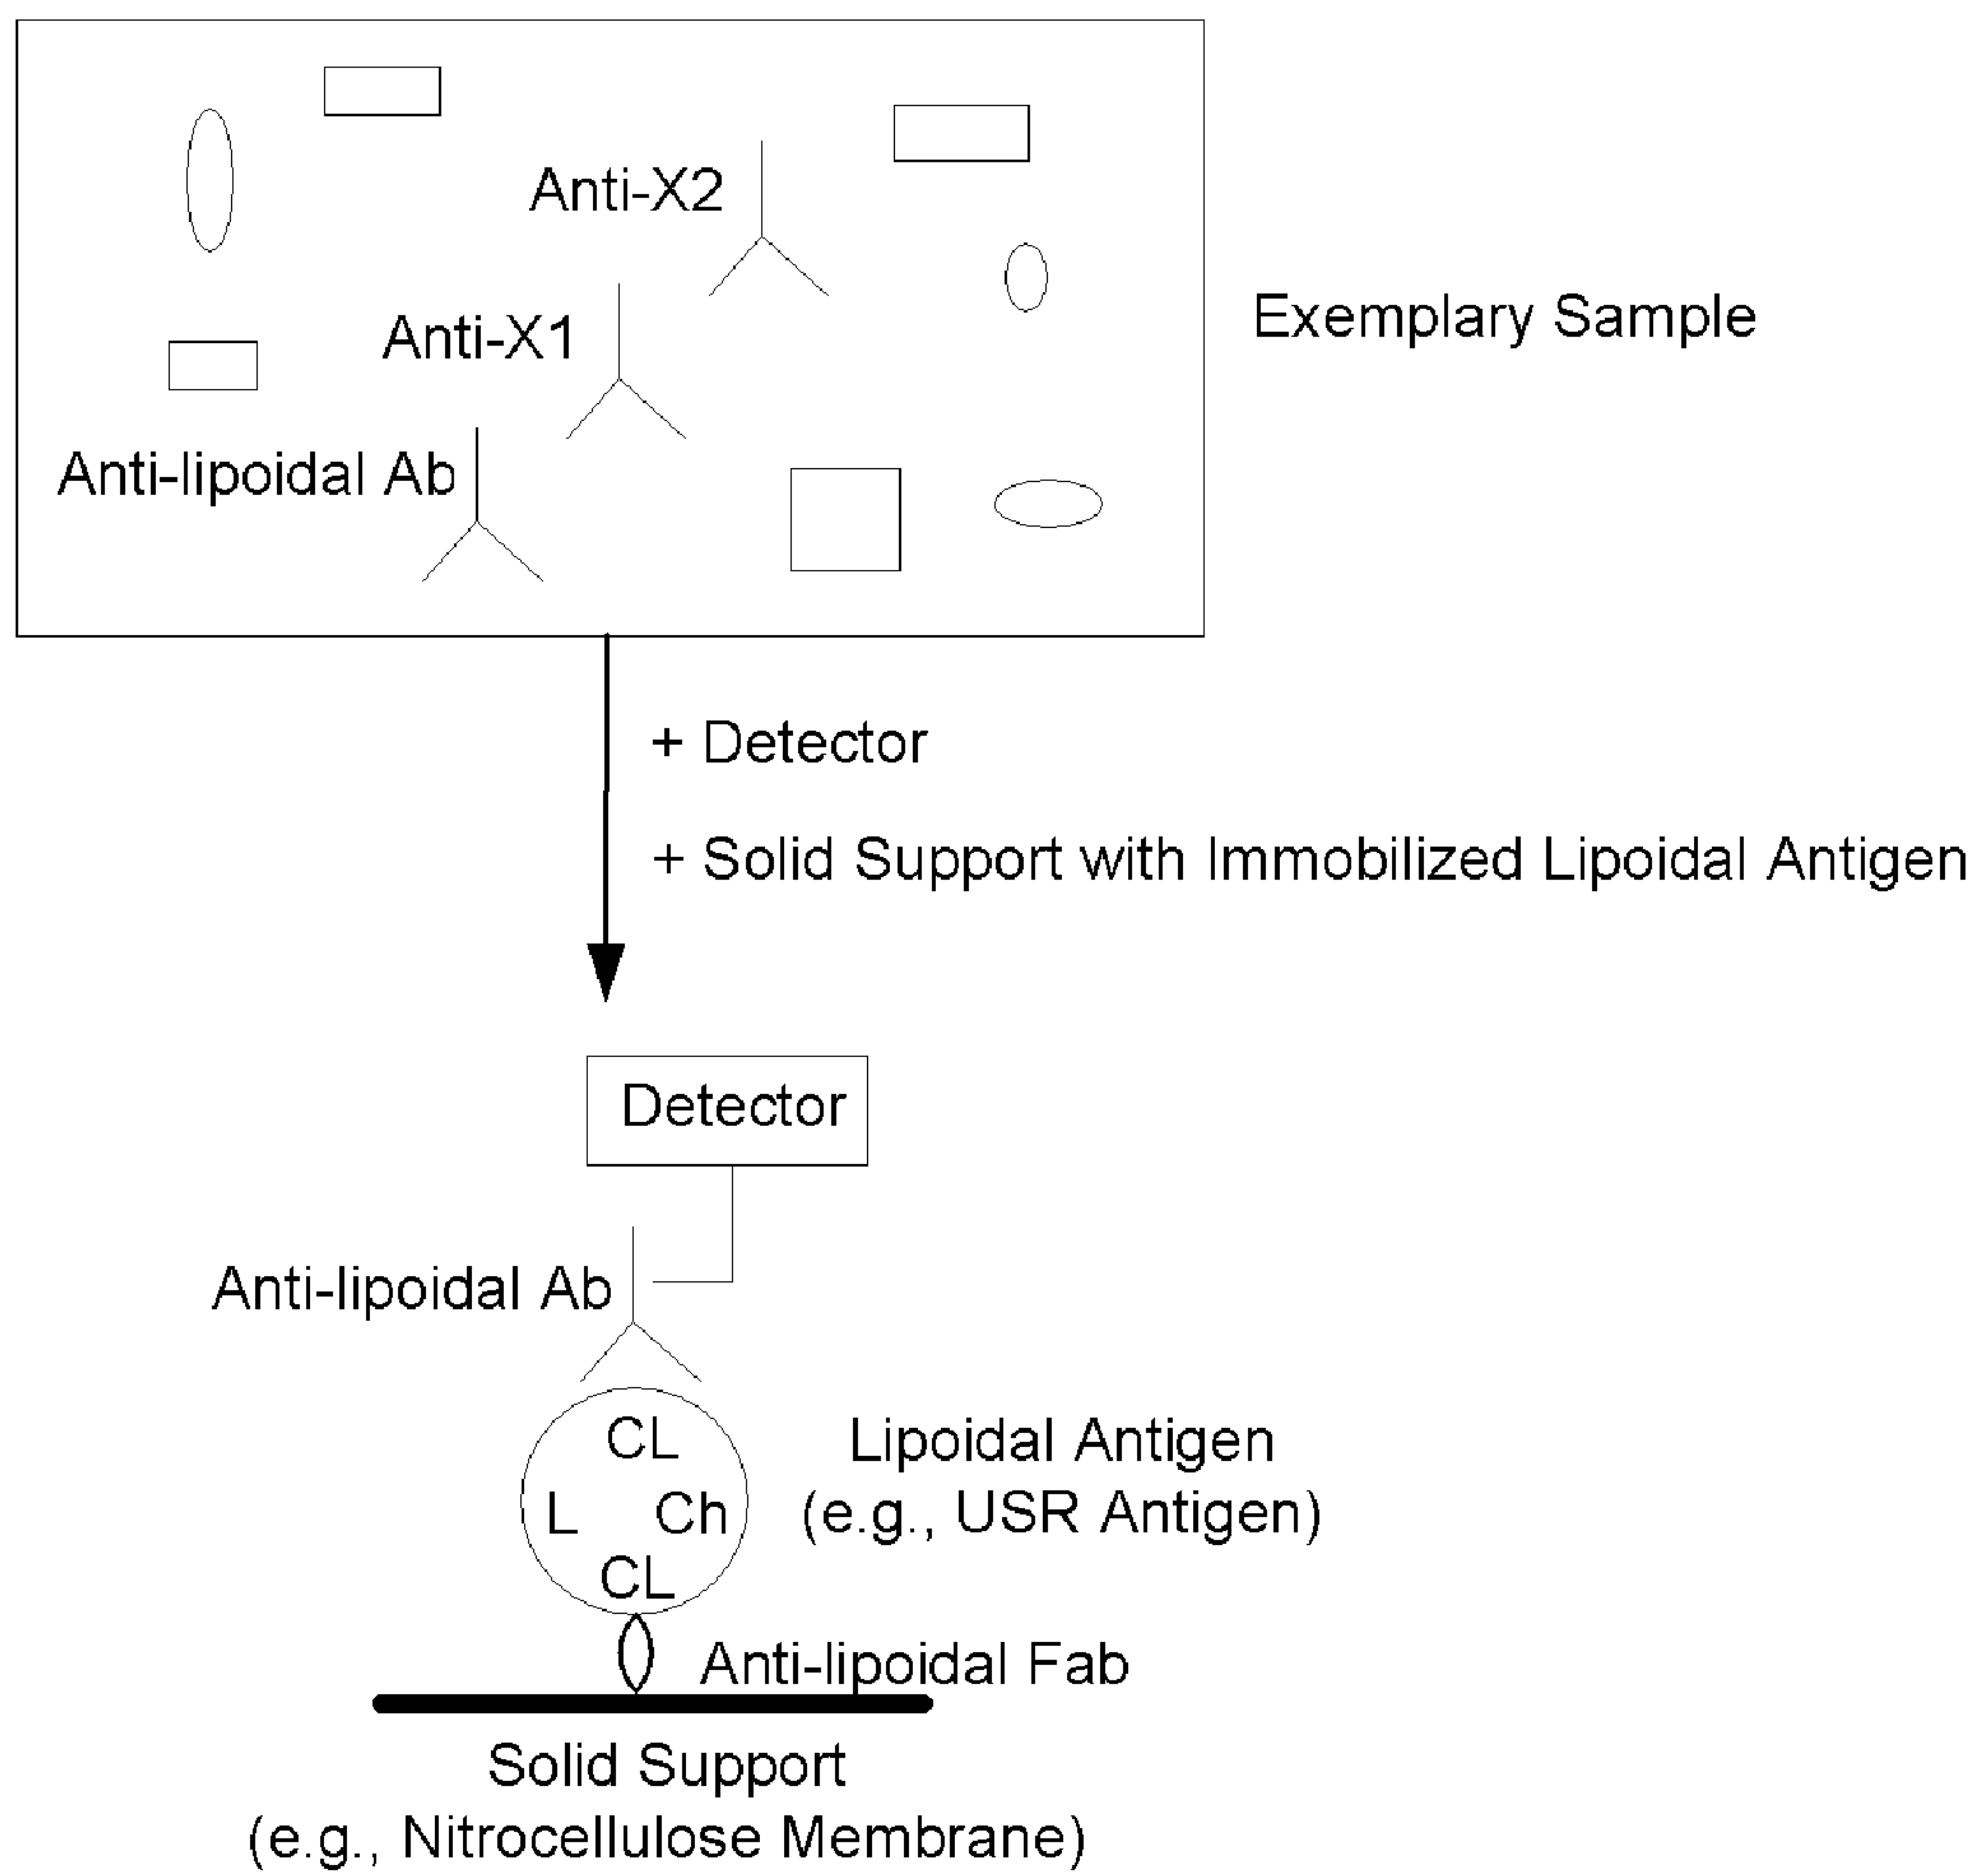 Anti-X2
Exemplary Sample
Anti-X1
Anti-lipoidal Ab
+ Detector
+ Solid Support with Immobilized Lipoidal Antigen
Detector
Anti-lipoidal Ab
CL
L Ch
CL
Lipoidal Antigen
(e.g., USR Antigen)
Anti-lipoidal Fab
Solid Support
(e.g., Nitrocellulose Membrane)